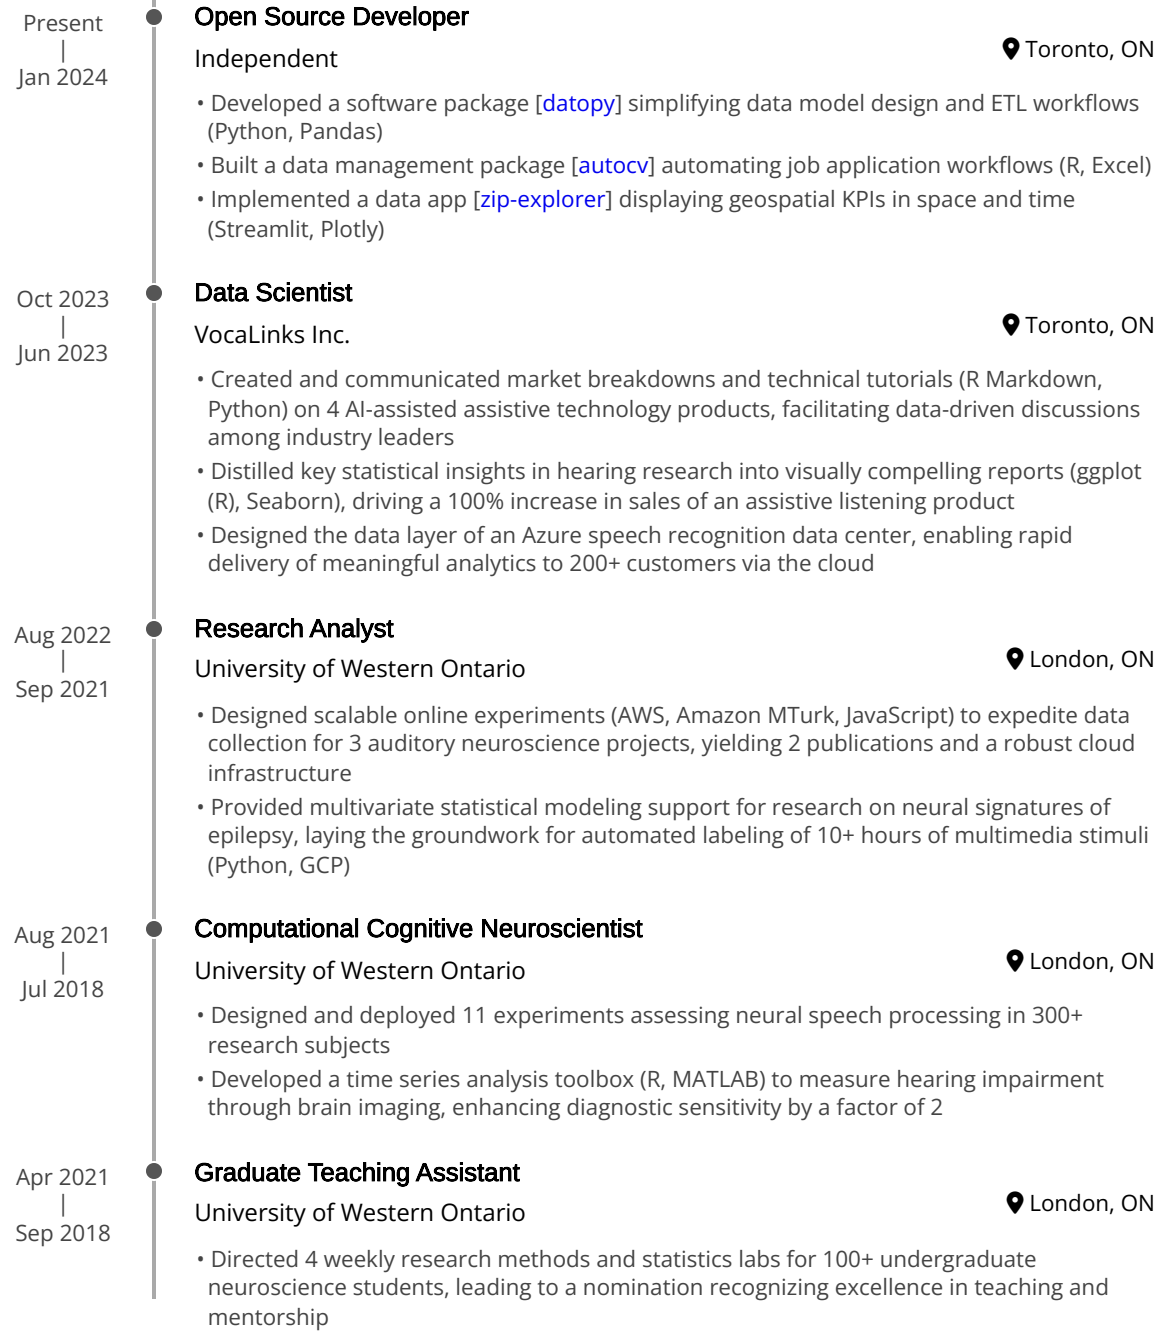 Present
|
Jan 2024
Open Source Developer
Independent
Toronto, ON
• Developed a software package [datopy] simplifying data model design and ETL workflows
(Python, Pandas)
• Built a data management package [autocv] automating job application workflows (R, Excel)
• Implemented a data app [zip-explorer] displaying geospatial KPIs in space and time
(Streamlit, Plotly)
Oct 2023
|
Jun 2023
Data Scientist
VocaLinks Inc.
Toronto, ON
• Created and communicated market breakdowns and technical tutorials (R Markdown,
Python) on 4 AI-assisted assistive technology products, facilitating data-driven discussions
among industry leaders
• Distilled key statistical insights in hearing research into visually compelling reports (ggplot
(R), Seaborn), driving a 100% increase in sales of an assistive listening product
• Designed the data layer of an Azure speech recognition data center, enabling rapid
delivery of meaningful analytics to 200+ customers via the cloud
Aug 2022
|
Sep 2021
Research Analyst
University of Western Ontario
London, ON
• Designed scalable online experiments (AWS, Amazon MTurk, JavaScript) to expedite data
collection for 3 auditory neuroscience projects, yielding 2 publications and a robust cloud
infrastructure
• Provided multivariate statistical modeling support for research on neural signatures of
epilepsy, laying the groundwork for automated labeling of 10+ hours of multimedia stimuli
(Python, GCP)
Aug 2021
|
Jul 2018
Computational Cognitive Neuroscientist
University of Western Ontario
London, ON
• Designed and deployed 11 experiments assessing neural speech processing in 300+
research subjects
• Developed a time series analysis toolbox (R, MATLAB) to measure hearing impairment
through brain imaging, enhancing diagnostic sensitivity by a factor of 2
Apr 2021
|
Sep 2018
Graduate Teaching Assistant
University of Western Ontario
London, ON
• Directed 4 weekly research methods and statistics labs for 100+ undergraduate
neuroscience students, leading to a nomination recognizing excellence in teaching and
mentorship